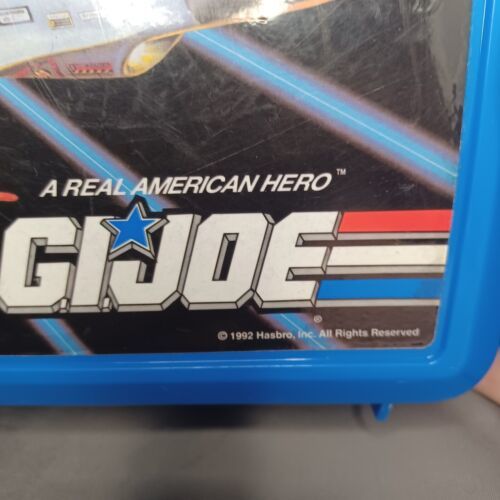 A REAL AMERICAN HERO™
G.I.JOE
®
© 1992 Hasbro, Inc. All Rights Reserved